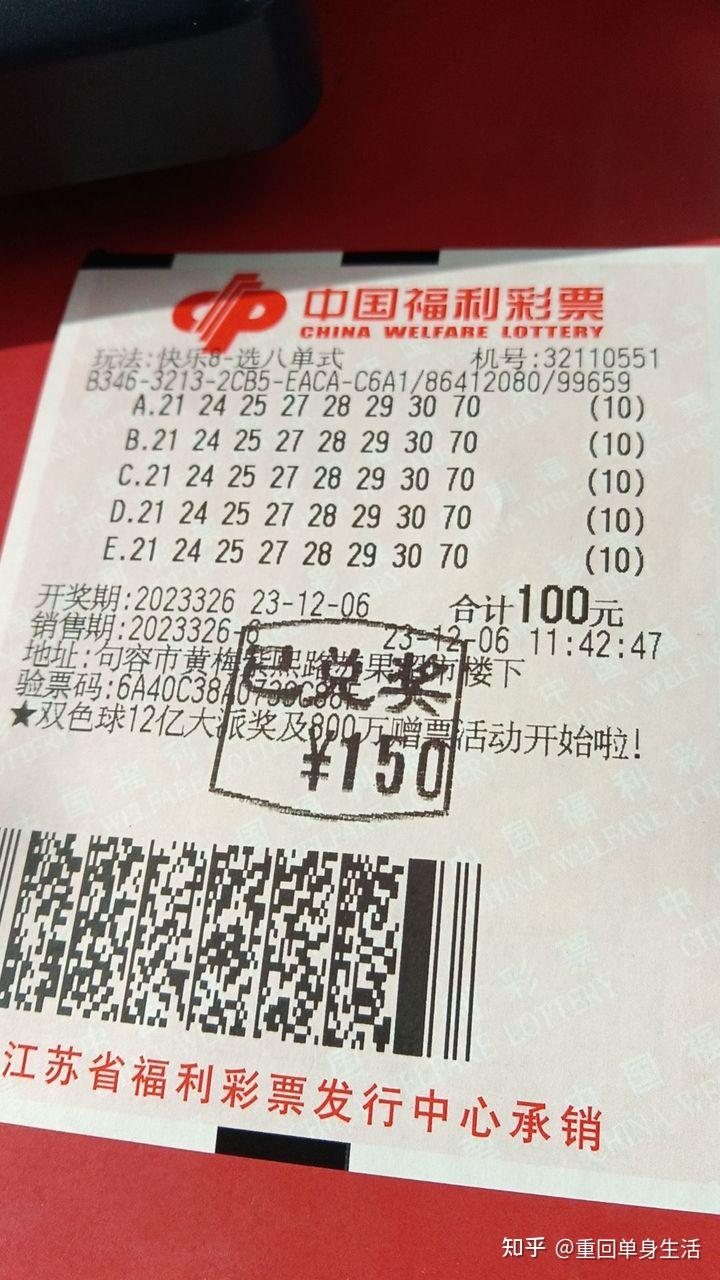 中国福利彩票
CHINA WELFARE LOTTERY
玩法:快乐8-选八单式 机号:32110551
B346-3213-2CB5-EACA-C6A1/86412080/99659
A.21 24 25 27 28 29 30 70 (10)
B.21 24 25 27 28 29 30 70 (10)
C.21 24 25 27 28 29 30 70 (10)
D.21 24 25 27 28 29 30 70 (10)
E.21 24 25 27 28 29 30 70 (10)
开奖期:2023326 23-12-06 合计100元
销售期:2023326- 23-12-06 11:42:47
地址:句容市黄梅 熙路 果 市楼下
验票码:6A40C38A
已兑奖
¥150
★双色球12亿大派奖及800万赠票活动开始啦!
江苏省福利彩票发行中心承销
知乎 @重回单身生活